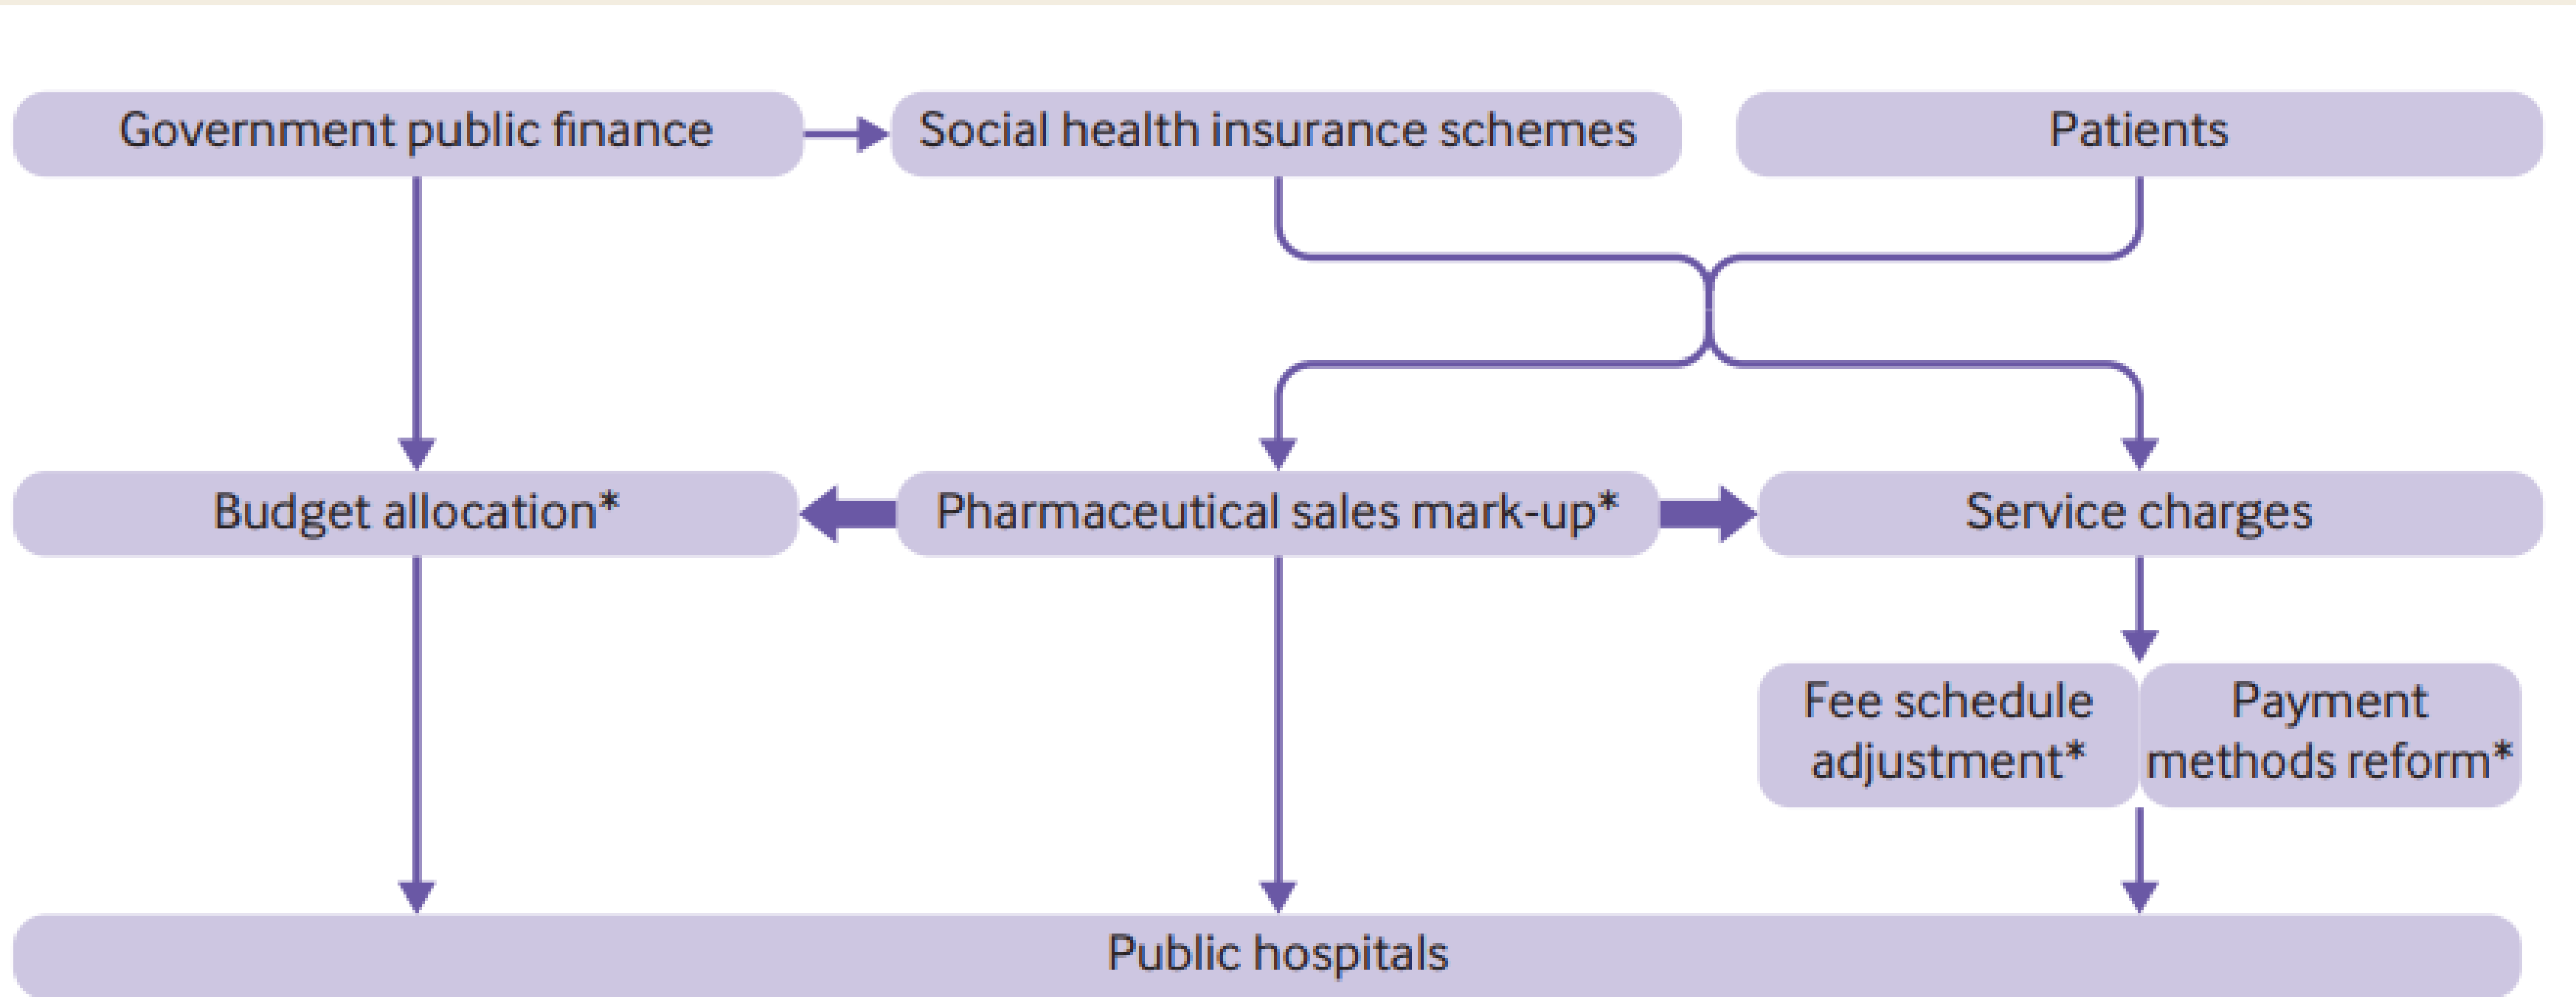 Government public finance
Social health insurance schemes
Patients
Budget allocation*
Pharmaceutical sales mark-up*
Service charges
Fee schedule
adjustment*
Payment
methods reform*
Public hospitals